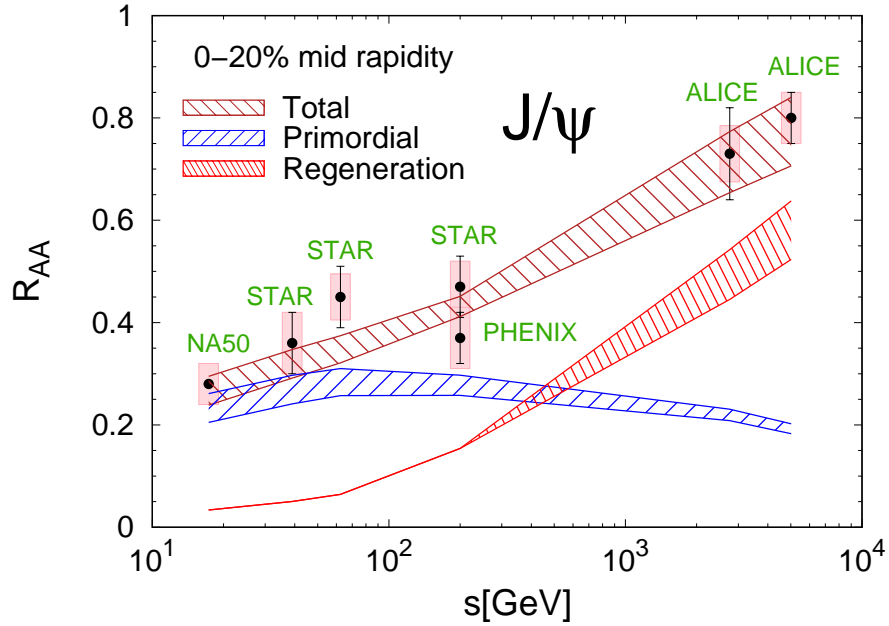 1
0.8
0.6
0.4
0.2
0
R_AA
0−20% mid rapidity
Total
Primordial
Regeneration
J/ψ
NA50
STAR
STAR
STAR
PHENIX
ALICE
ALICE
10^1
10^2
10^3
10^4
s[GeV]